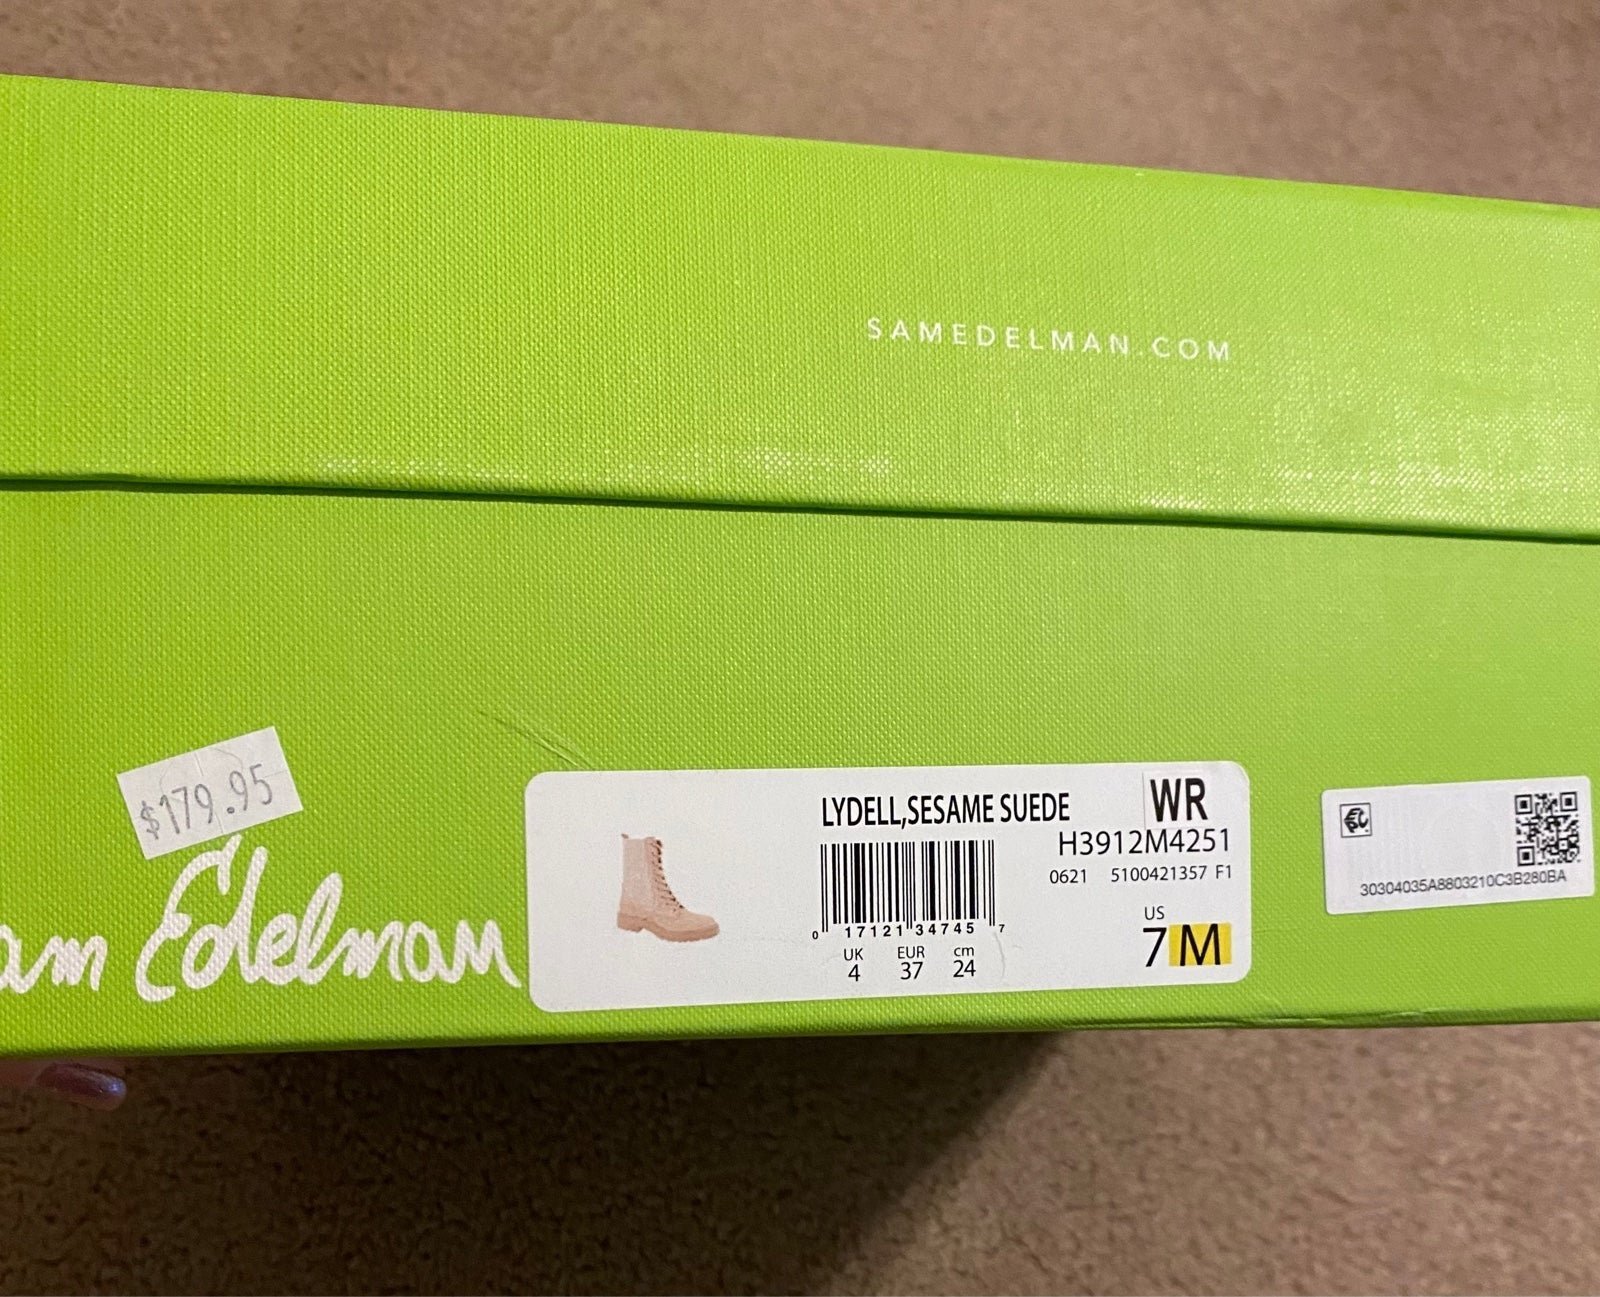 SAMEDELMAN.COM
$179.95
am Edelman
LYDELL,SESAME SUEDE
WR
H3912M4251
0621 5100421357 F1
0 17121 34745 7
UK EUR cm
4 37 24
US
7 M
30304035A8803210C3B280BA